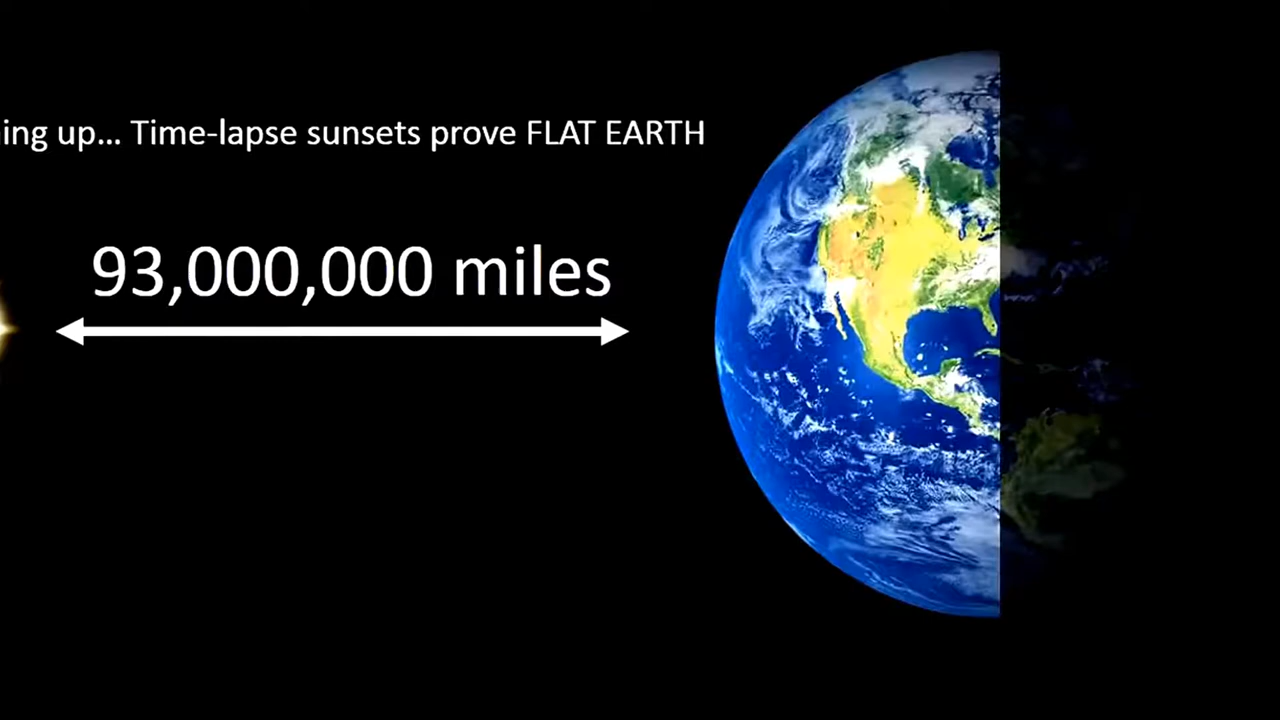 ing up... Time-lapse sunsets prove FLAT EARTH
93,000,000 miles